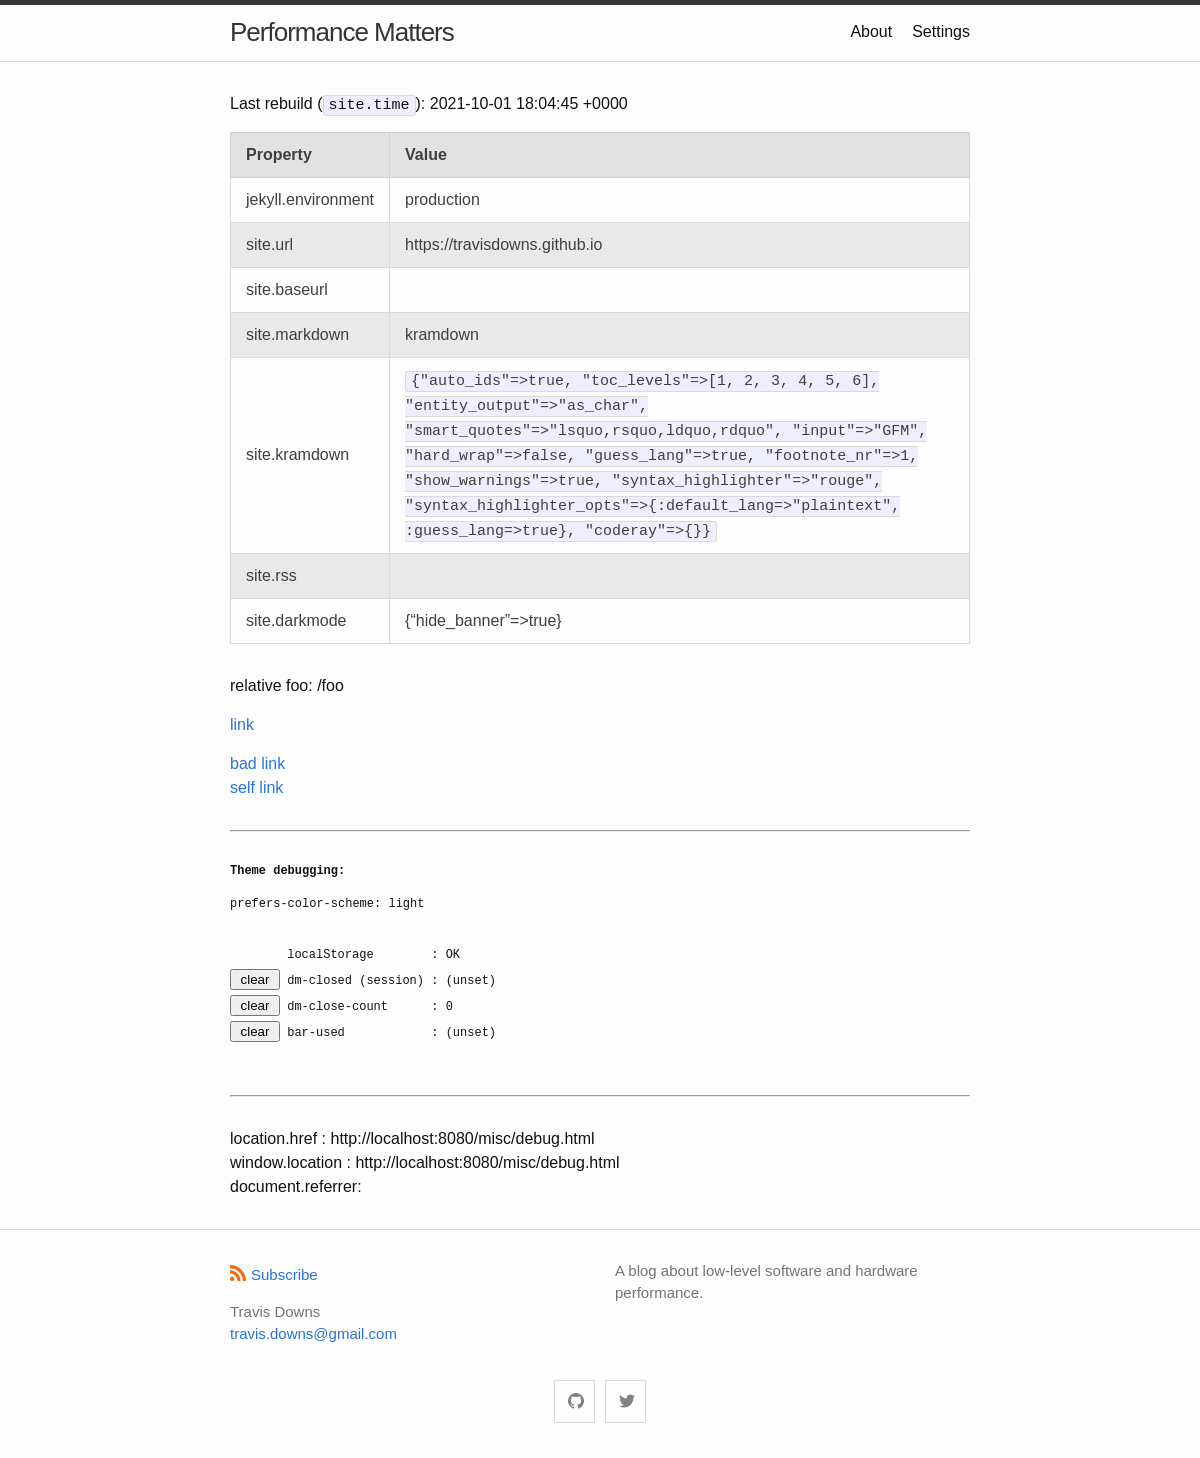 Performance Matters
About Settings
Last rebuild (site.time): 2021-10-01 18:04:45 +0000
Property Value
jekyll.environment production
site.url https://travisdowns.github.io
site.baseurl
site.markdown kramdown
site.kramdown
{"auto_ids"=>true, "toc_levels"=>[1, 2, 3, 4, 5, 6],
"entity_output"=>"as_char",
"smart_quotes"=>"lsquo,rsquo,ldquo,rdquo", "input"=>"GFM",
"hard_wrap"=>false, "guess_lang"=>true, "footnote_nr"=>1,
"show_warnings"=>true, "syntax_highlighter"=>"rouge",
"syntax_highlighter_opts"=>{:default_lang=>"plaintext",
:guess_lang=>true}, "coderay"=>{}}
site.rss
site.darkmode {“hide_banner”=>true}
relative foo: /foo
link
bad link
self link
Theme debugging:
prefers-color-scheme: light
localStorage : OK
clear dm-closed (session) : (unset)
clear dm-close-count : 0
clear bar-used : (unset)
location.href : http://localhost:8080/misc/debug.html
window.location : http://localhost:8080/misc/debug.html
document.referrer:
Subscribe
Travis Downs
travis.downs@gmail.com
A blog about low-level software and hardware
performance.